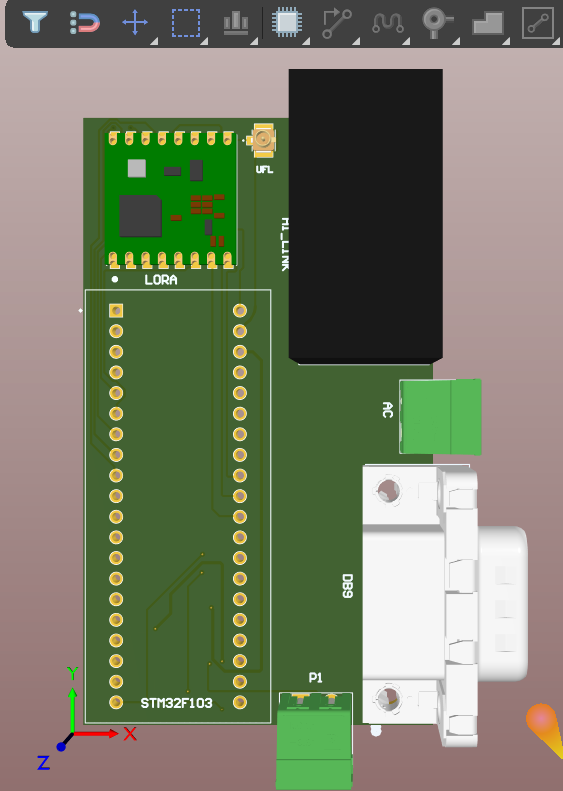 UFL
HI_LINK
LORA
AC
DB9
P1
STM32F103
Y
X
Z